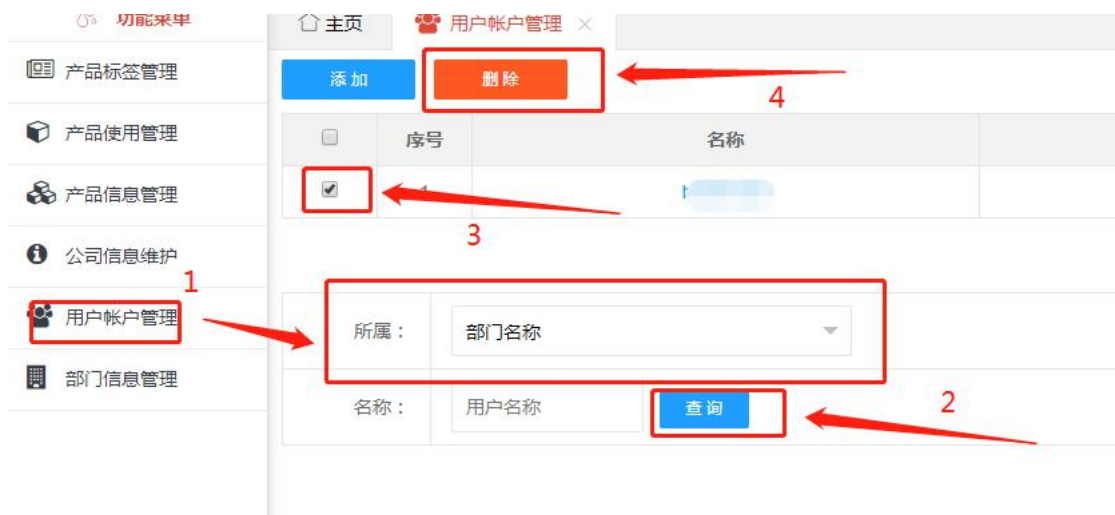 功能菜单
主页
用户帐户管理 ×
产品标签管理
添加
删除
4
产品使用管理
序号
名称
产品信息管理
3
公司信息维护
1
用户帐户管理
所属：
部门名称
部门信息管理
名称：
用户名称
查询
2